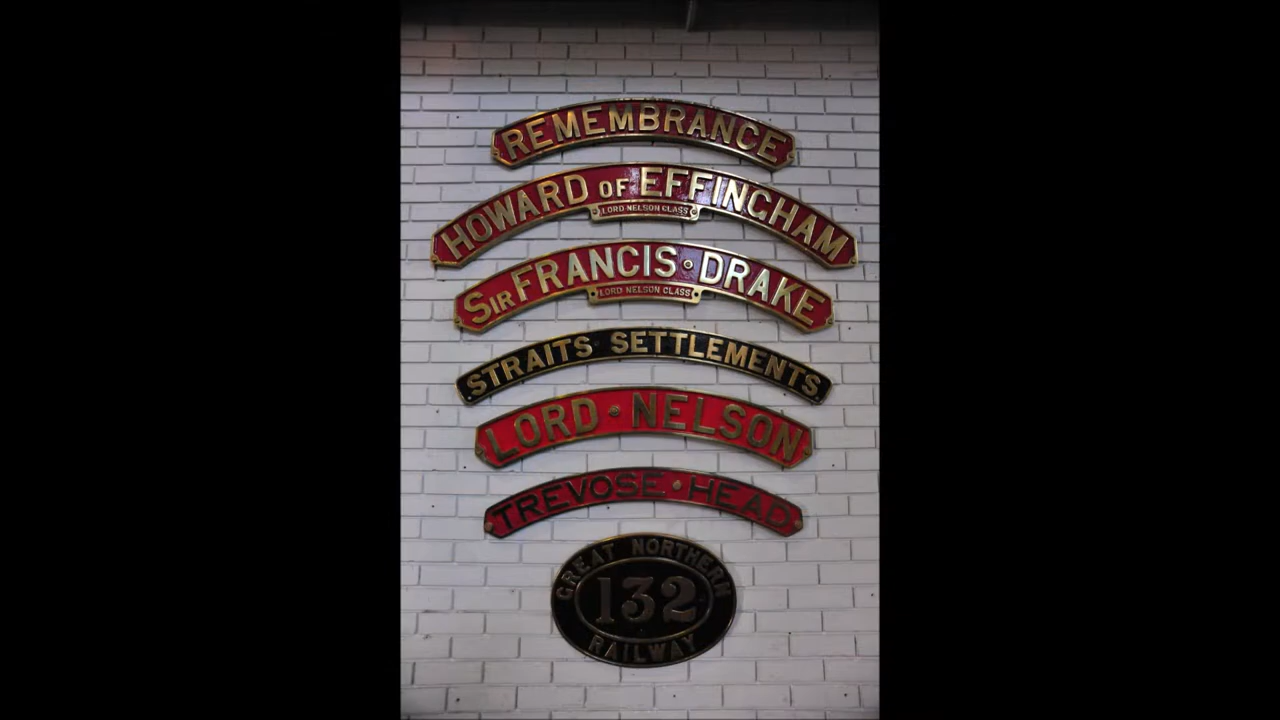 REMEMBRANCE
HOWARD OF EFFINGHAM
LORD NELSON CLASS
SIR FRANCIS · DRAKE
LORD NELSON CLASS
STRAITS SETTLEMENTS
LORD · NELSON
TREVOSE · HEAD
GREAT NORTHERN
132
RAILWAY